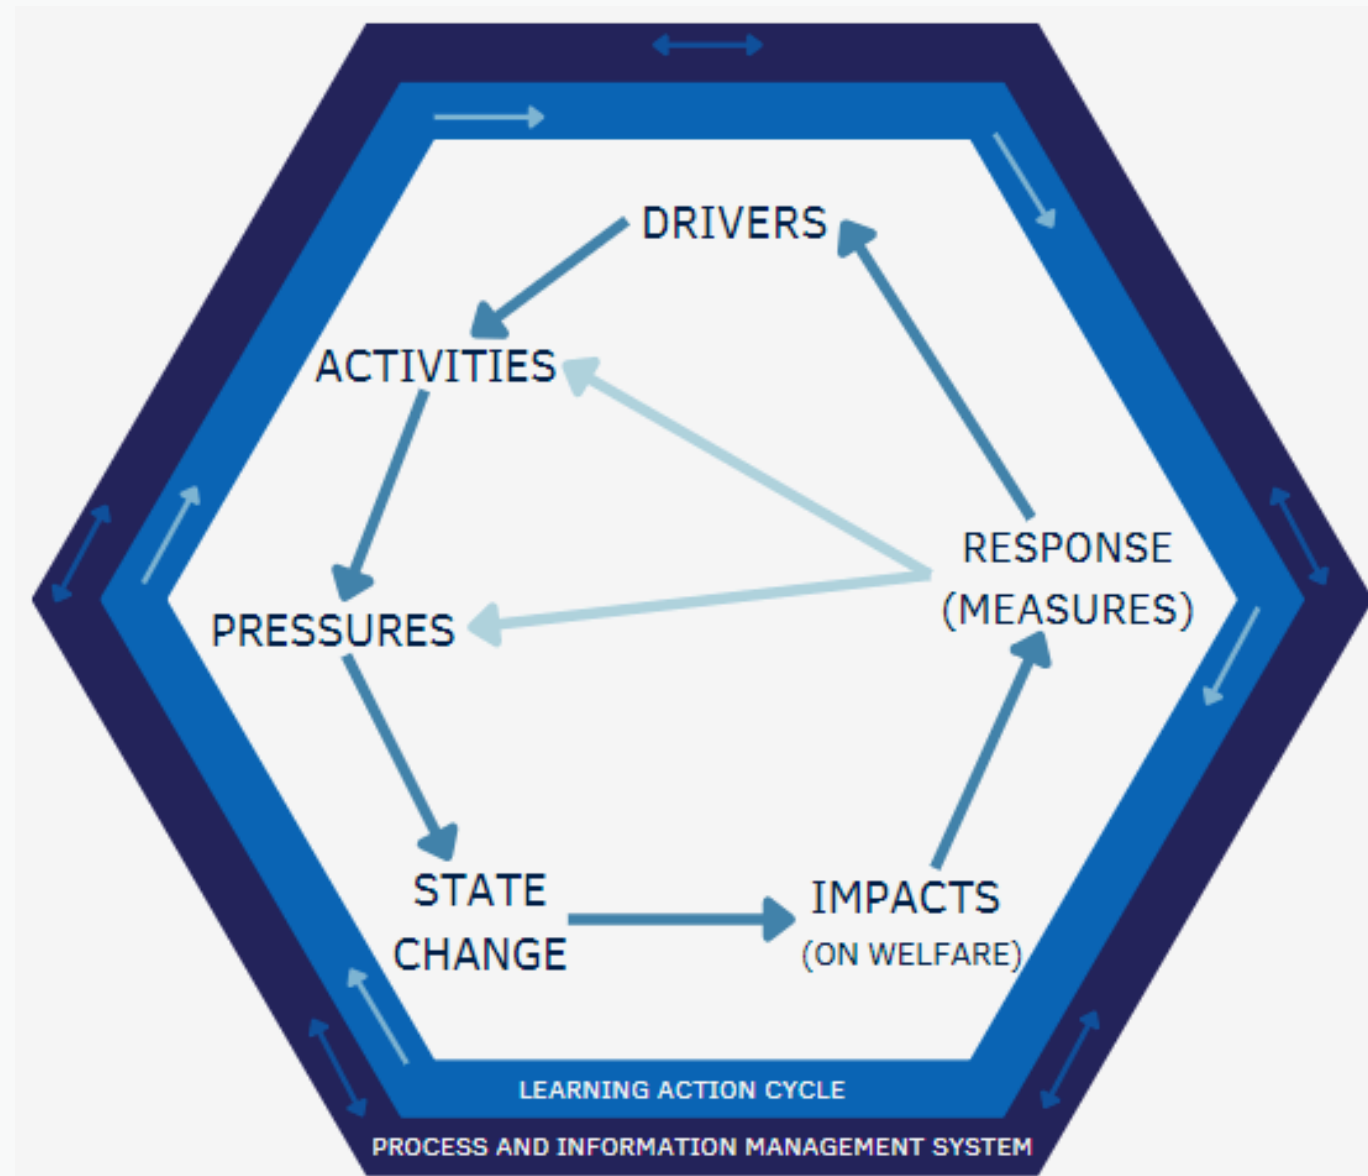 DRIVERS
ACTIVITIES
RESPONSE
(MEASURES)
PRESSURES
STATE
CHANGE
IMPACTS
(ON WELFARE)
LEARNING ACTION CYCLE
PROCESS AND INFORMATION MANAGEMENT SYSTEM